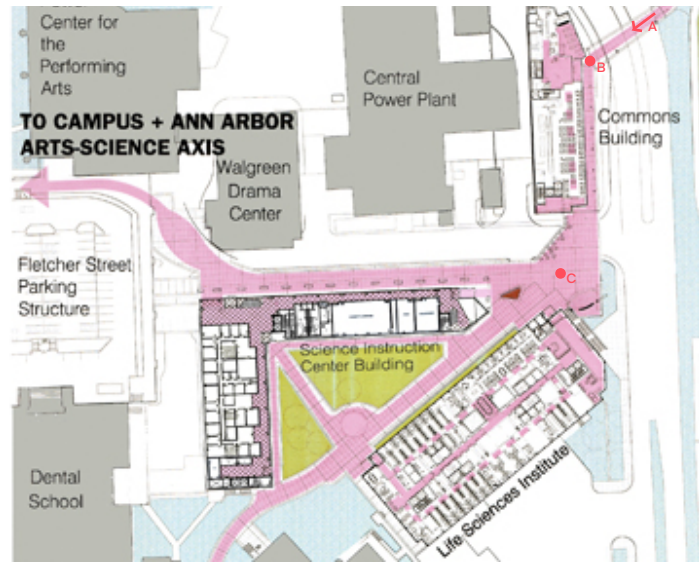 Center for
the
Performing
Arts
TO CAMPUS + ANN ARBOR
ARTS-SCIENCE AXIS
Walgreen
Drama
Center
Central
Power Plant
A
B
Commons
Building
C
Fletcher Street
Parking
Structure
Science Instruction
Center Building
Dental
School
Life Sciences Institute